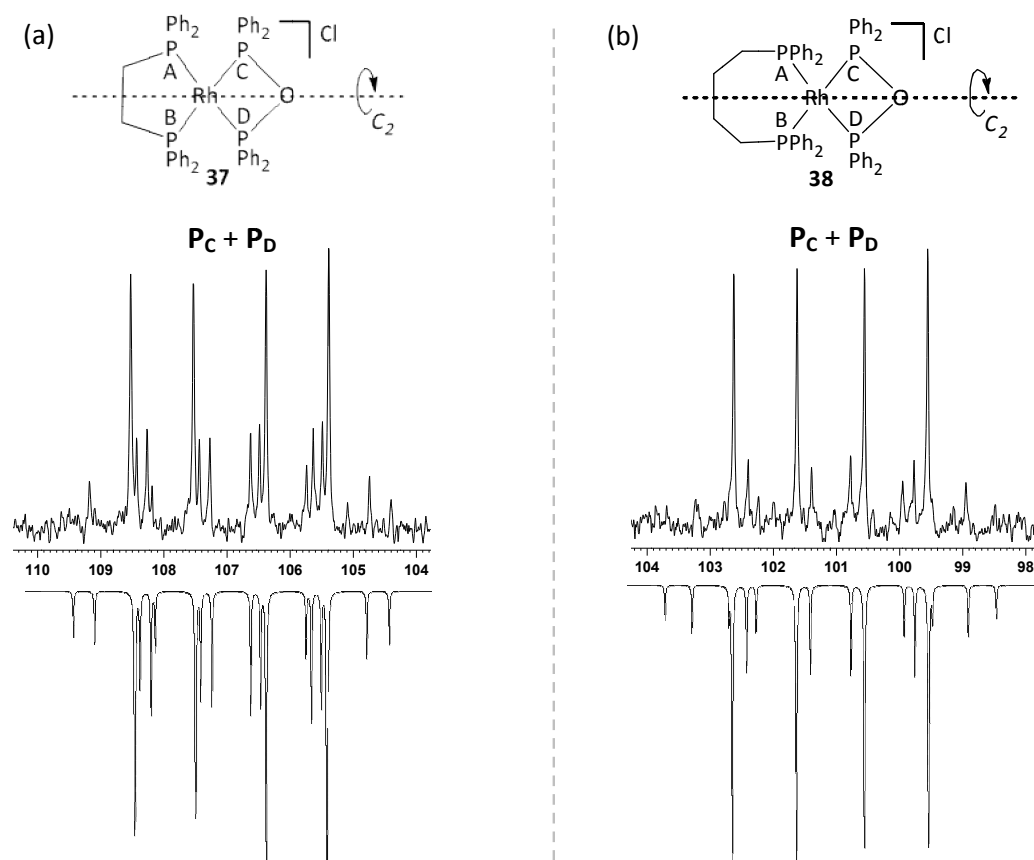 (a)
Ph₂
P
A
Ph₂
P
C
Cl
Rh
O
B
P
Ph₂
D
P
Ph₂
C₂
37
P_C + P_D
110 109 108 107 106 105 104
(b)
PPh₂
A
Ph₂
P
C
Cl
Rh
O
B
PPh₂
D
P
Ph₂
C₂
38
P_C + P_D
104 103 102 101 100 99 98